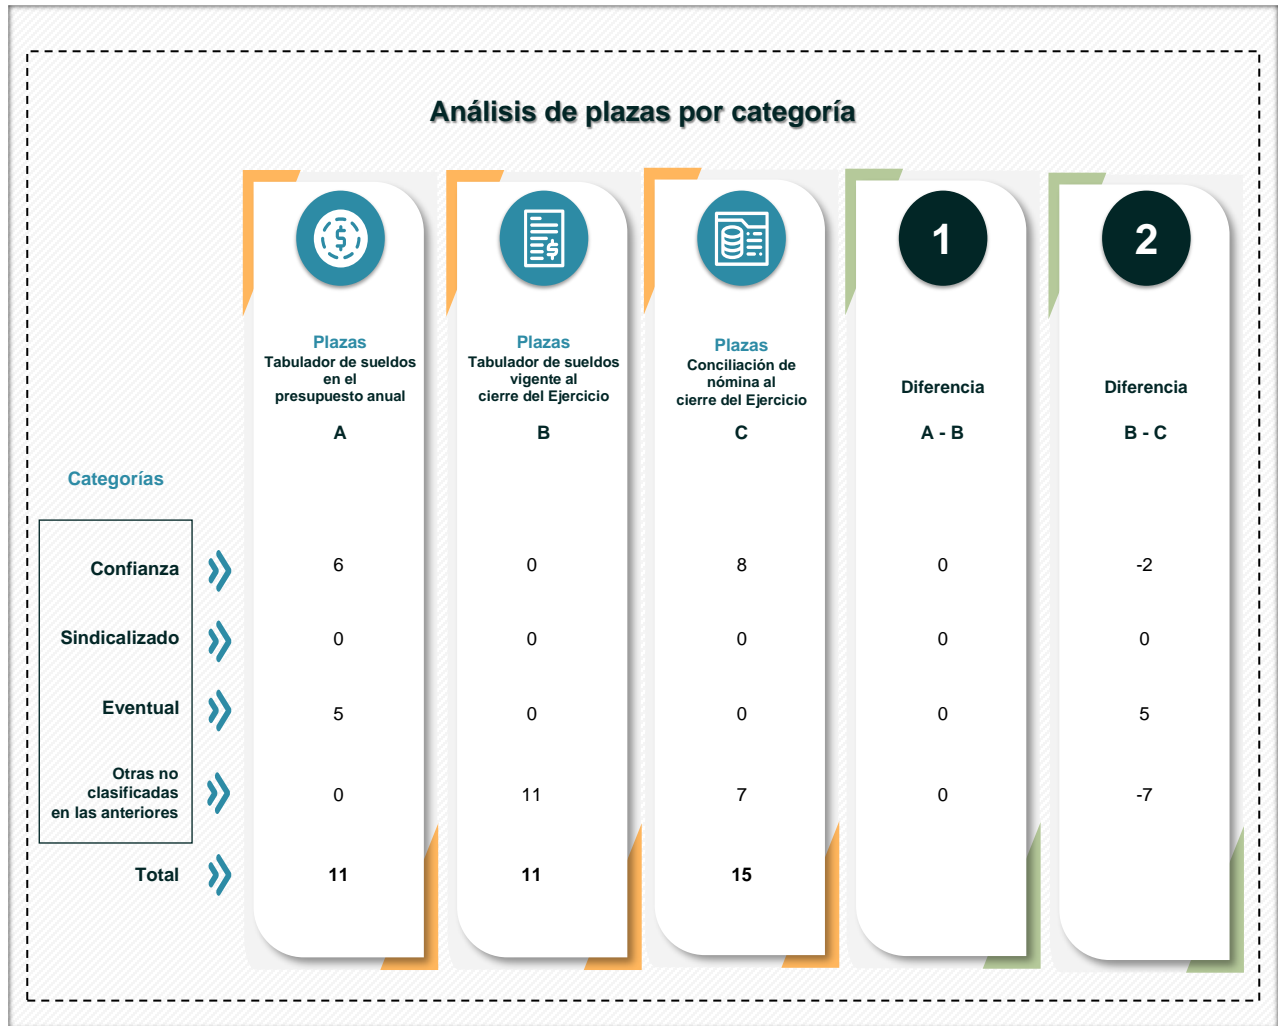 Análisis de plazas por categoría
1
2
Plazas
Tabulador de sueldos
en el
presupuesto anual
A
Plazas
Tabulador de sueldos
vigente al
cierre del Ejercicio
B
Plazas
Conciliación de
nómina al
cierre del Ejercicio
C
Diferencia
A - B
Diferencia
B - C
Categorías
Confianza 6 0 8 0 -2
Sindicalizado 0 0 0 0 0
Eventual 5 0 0 0 5
Otras no
clasificadas
en las anteriores 0 11 7 0 -7
Total 11 11 15